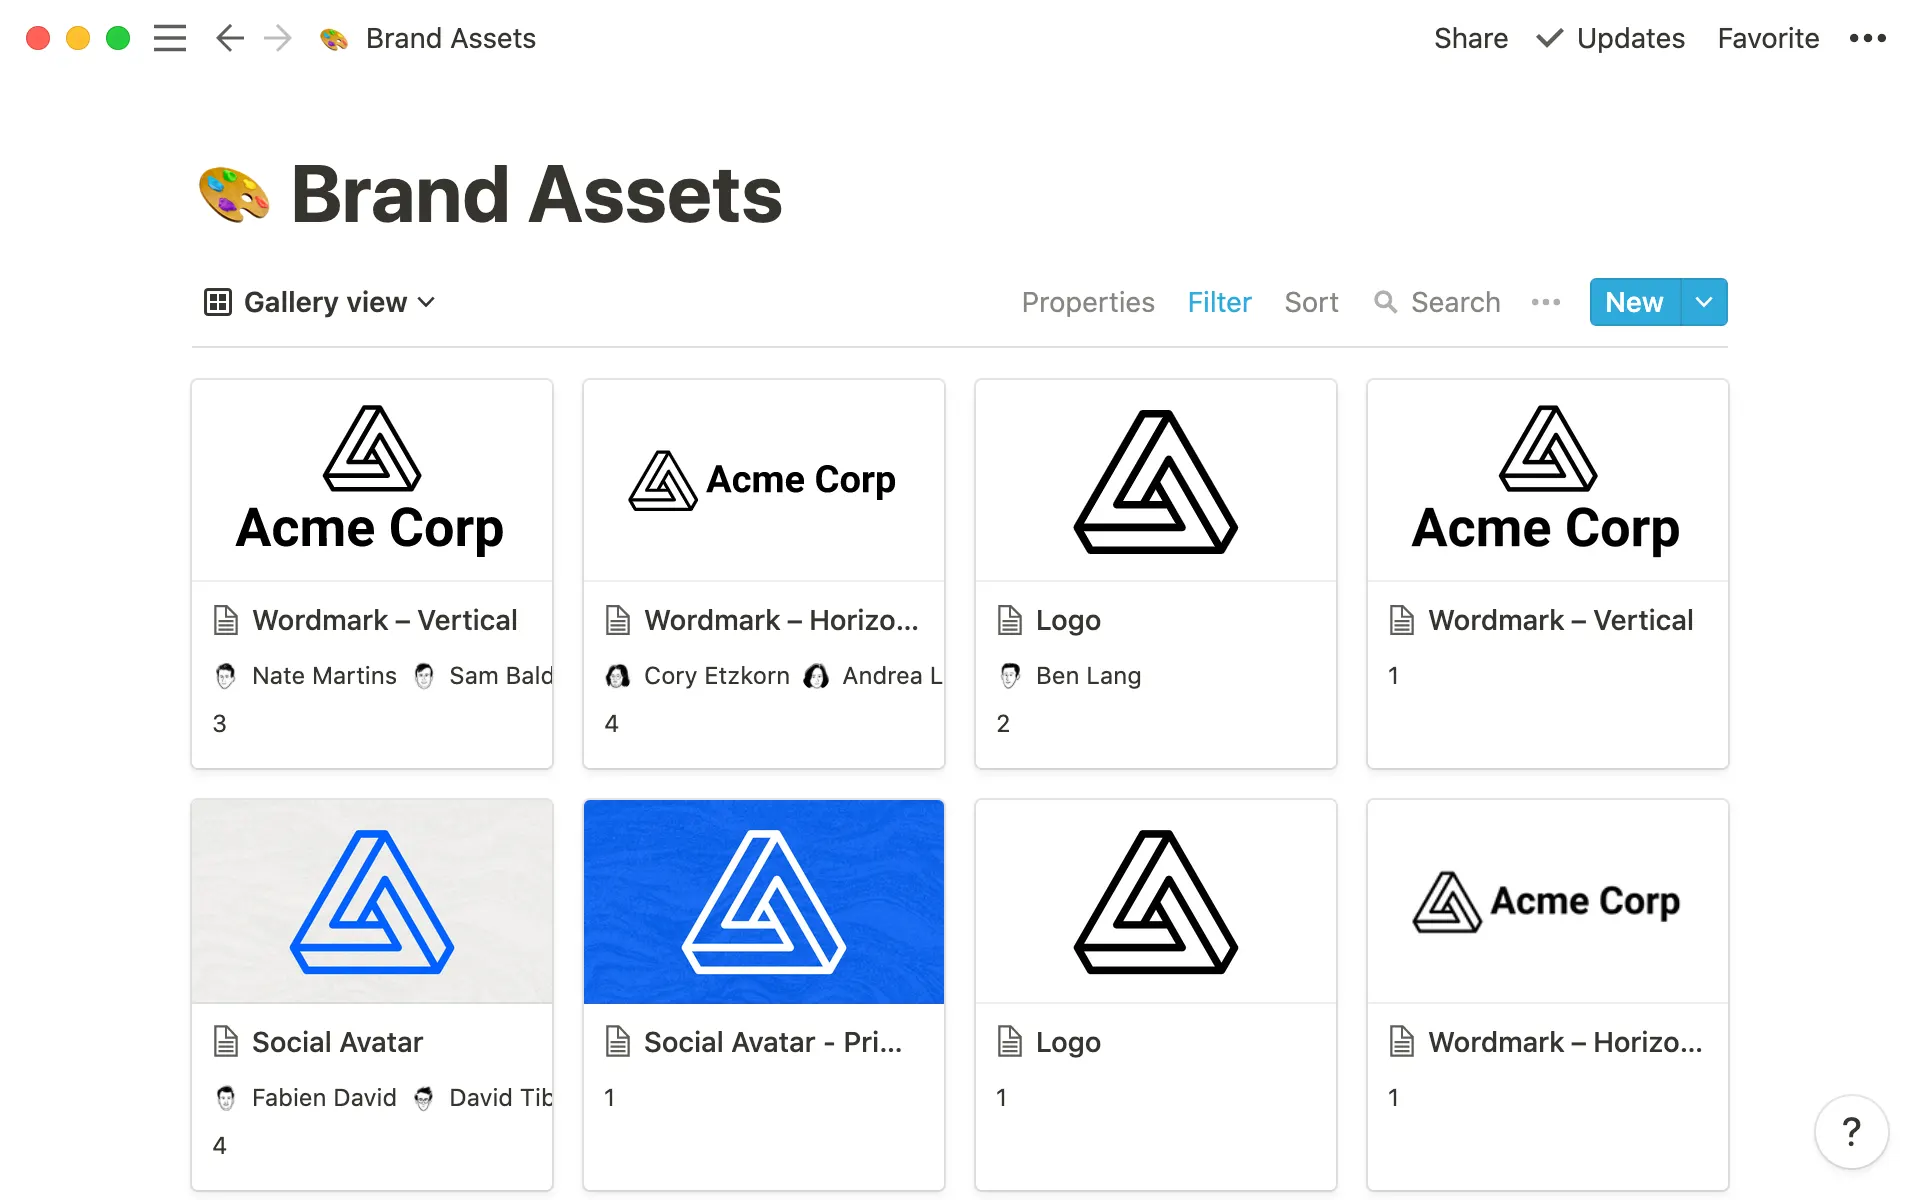 Brand Assets
Share
Updates
Favorite
Brand Assets
Gallery view
Properties
Filter
Sort
Search
New
Acme Corp
Wordmark – Vertical
Nate Martins Sam Bald
3
Acme Corp
Wordmark – Horizo...
Cory Etzkorn Andrea L
4
Logo
Ben Lang
2
Acme Corp
Wordmark – Vertical
1
Social Avatar
Fabien David David Tib
4
Social Avatar - Pri...
1
Logo
1
Acme Corp
Wordmark – Horizo...
1
?